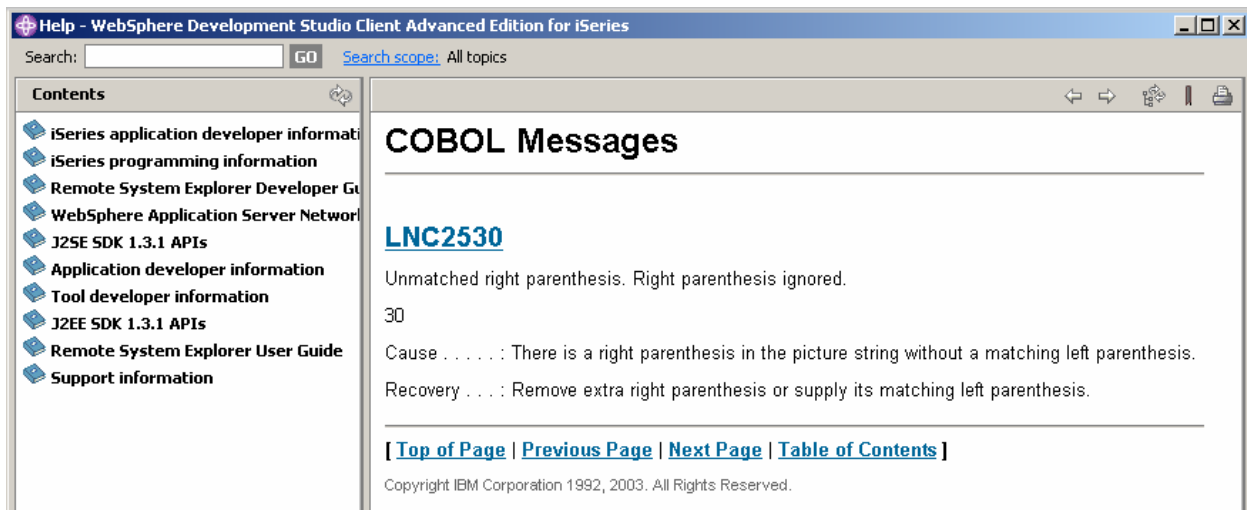 Help - WebSphere Development Studio Client Advanced Edition for iSeries
Search: GO Search scope: All topics
Contents
iSeries application developer informati
iSeries programming information
Remote System Explorer Developer Gu
WebSphere Application Server Network
J2SE SDK 1.3.1 APIs
Application developer information
Tool developer information
J2EE SDK 1.3.1 APIs
Remote System Explorer User Guide
Support information
COBOL Messages
LNC2530
Unmatched right parenthesis. Right parenthesis ignored.
30
Cause . . . . . : There is a right parenthesis in the picture string without a matching left parenthesis.
Recovery . . . : Remove extra right parenthesis or supply its matching left parenthesis.
[ Top of Page | Previous Page | Next Page | Table of Contents ]
Copyright IBM Corporation 1992, 2003. All Rights Reserved.